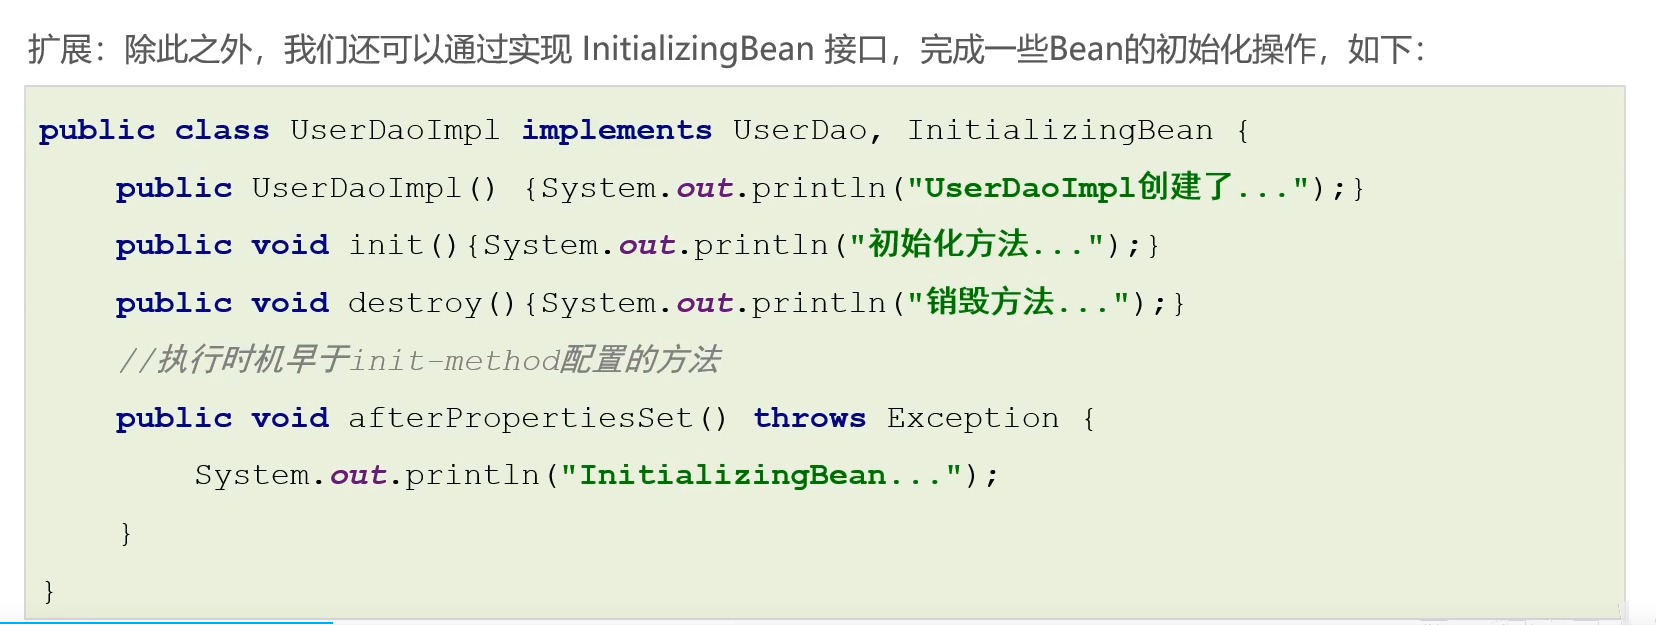 扩展：除此之外，我们还可以通过实现 InitializingBean 接口，完成一些Bean的初始化操作，如下：
public class UserDaoImpl implements UserDao, InitializingBean {
public UserDaoImpl() {System.out.println("UserDaoImpl创建了...");}
public void init(){System.out.println("初始化方法...");}
public void destroy(){System.out.println("销毁方法...");}
//执行时机早于init-method配置的方法
public void afterPropertiesSet() throws Exception {
System.out.println("InitializingBean...");
}
}